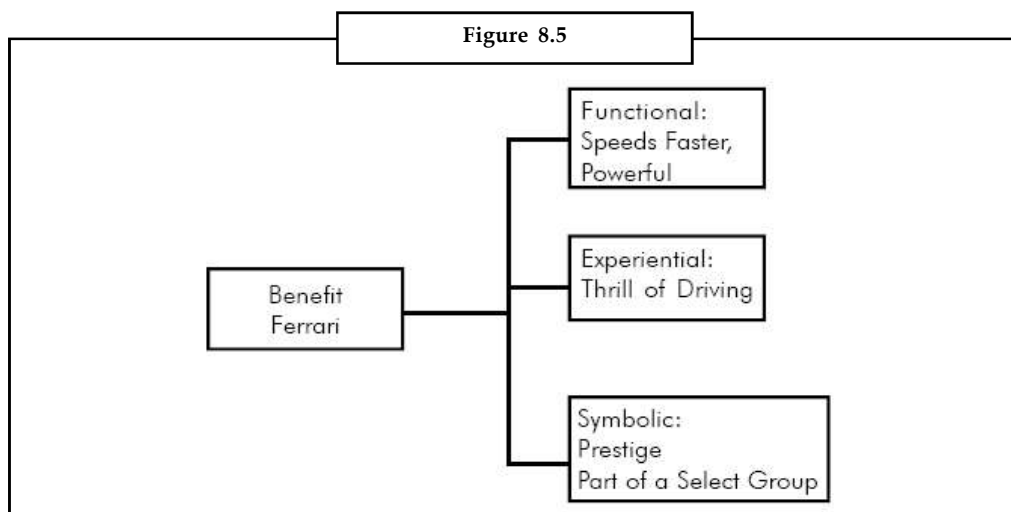 Figure 8.5
Functional:
Speeds Faster,
Powerful
Experiential:
Thrill of Driving
Benefit
Ferrari
Symbolic:
Prestige
Part of a Select Group